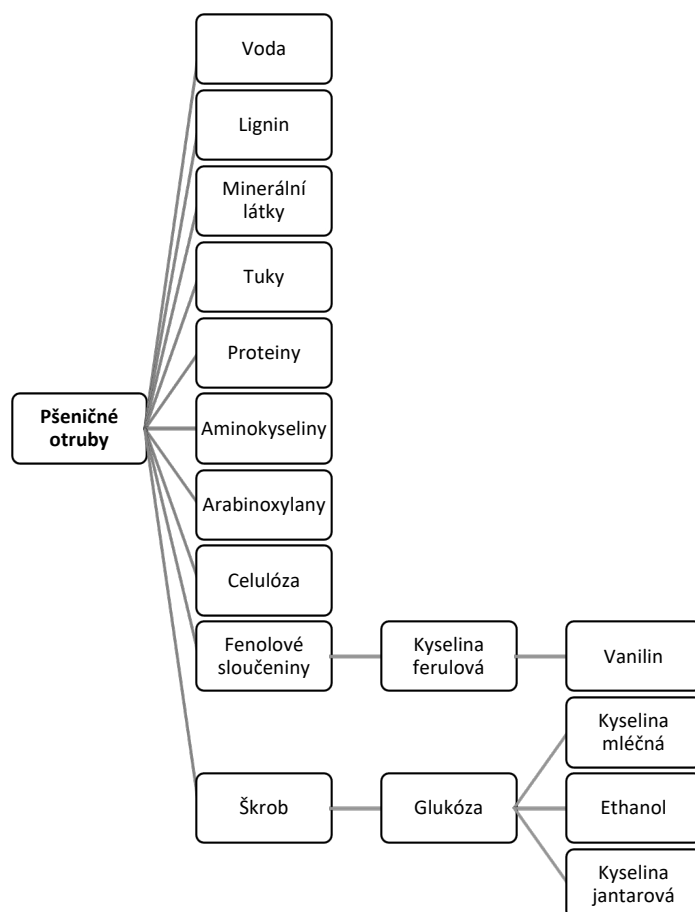 Pšeničné
otruby
Voda
Lignin
Minerální
látky
Tuky
Proteiny
Aminokyseliny
Arabinoxylany
Celulóza
Fenolové
sloučeniny
Kyselina
ferulová
Vanilin
Škrob
Glukóza
Kyselina
mléčná
Ethanol
Kyselina
jantarová